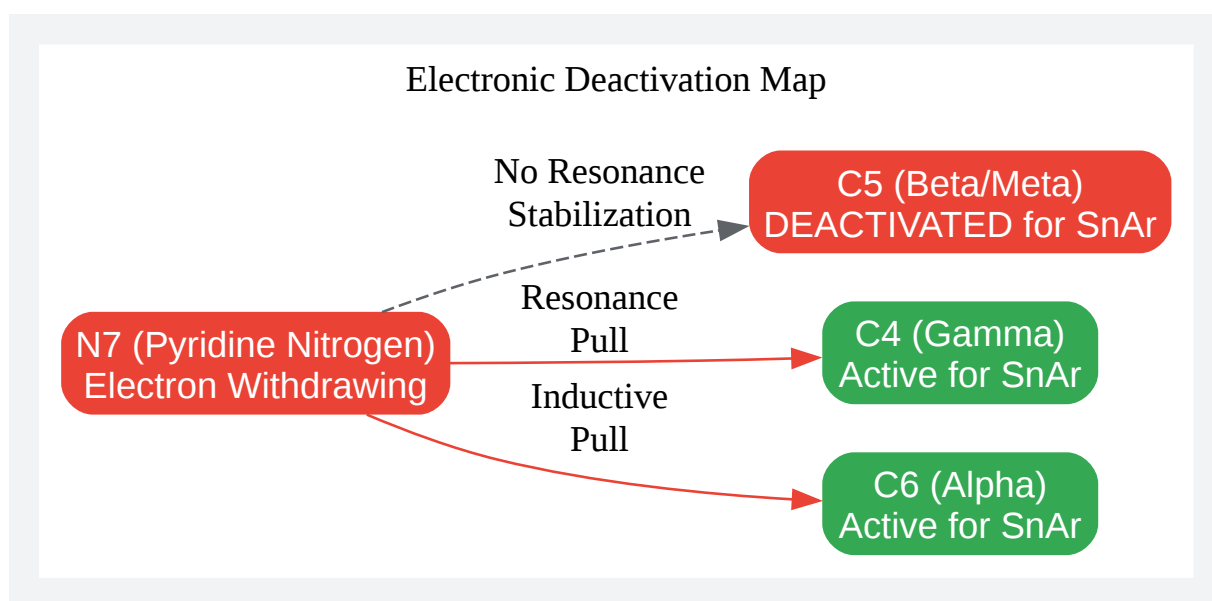 Electronic Deactivation Map
No Resonance
Stabilization
C5 (Beta/Meta)
DEACTIVATED for SnAr
N7 (Pyridine Nitrogen)
Electron Withdrawing
Resonance
Pull
C4 (Gamma)
Active for SnAr
Inductive
Pull
C6 (Alpha)
Active for SnAr